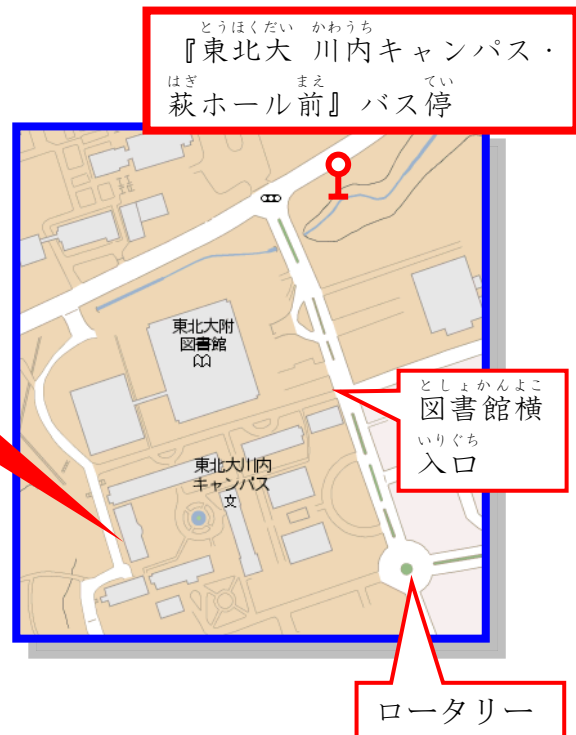 とうほくだい かわうち
『東北大 川内キャンパス・
はぎ まえ てい
萩ホール前』バス停
東北大附
図書館
としょかんよこ
図書館横
いりぐち
入口
東北大川内
キャンパス
文
ロータリー